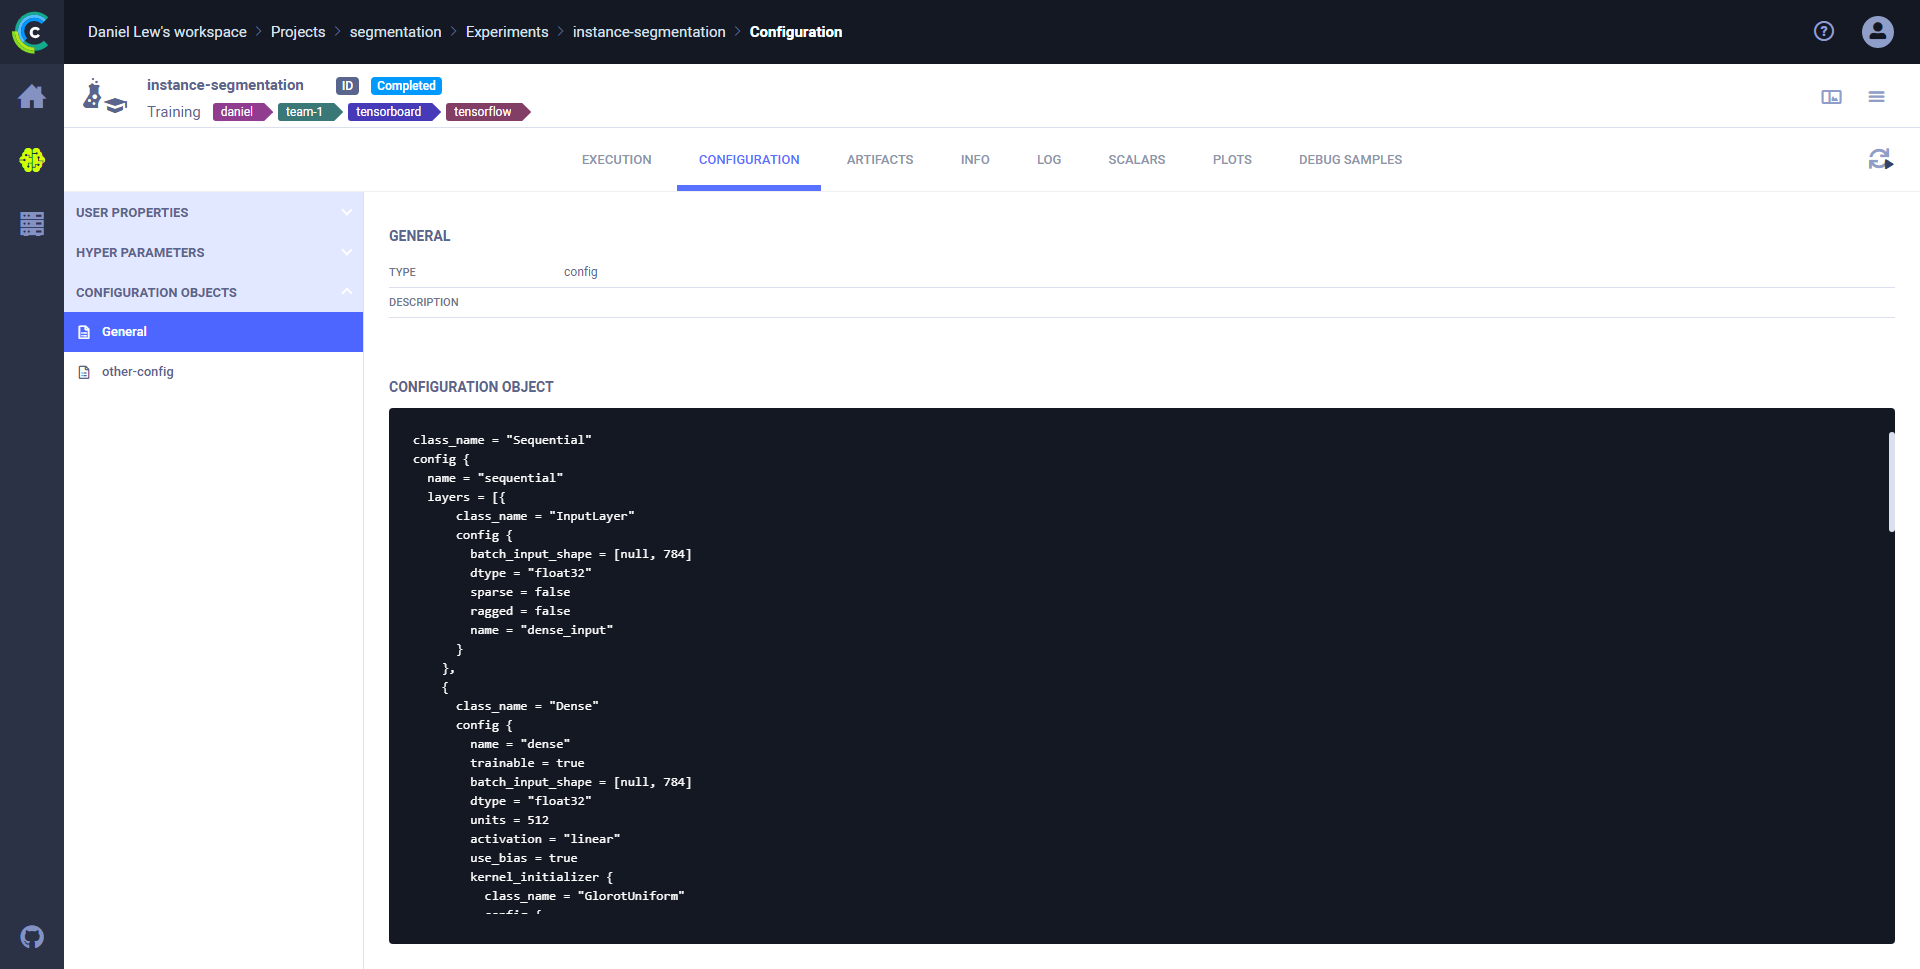 Daniel Lew's workspace > Projects > segmentation > Experiments > instance-segmentation > Configuration
instance-segmentation ID Completed
Training daniel team-1 tensorboard tensorflow
EXECUTION CONFIGURATION ARTIFACTS INFO LOG SCALARS PLOTS DEBUG SAMPLES
USER PROPERTIES
HYPER PARAMETERS
CONFIGURATION OBJECTS
General
other-config
GENERAL
TYPE config
DESCRIPTION
CONFIGURATION OBJECT
class_name = "Sequential"
config {
  name = "sequential"
  layers = [{
      class_name = "InputLayer"
      config {
        batch_input_shape = [null, 784]
        dtype = "float32"
        sparse = false
        ragged = false
        name = "dense_input"
      }
    },
    {
      class_name = "Dense"
      config {
        name = "dense"
        trainable = true
        batch_input_shape = [null, 784]
        dtype = "float32"
        units = 512
        activation = "linear"
        use_bias = true
        kernel_initializer {
          class_name = "GlorotUniform"
          config {